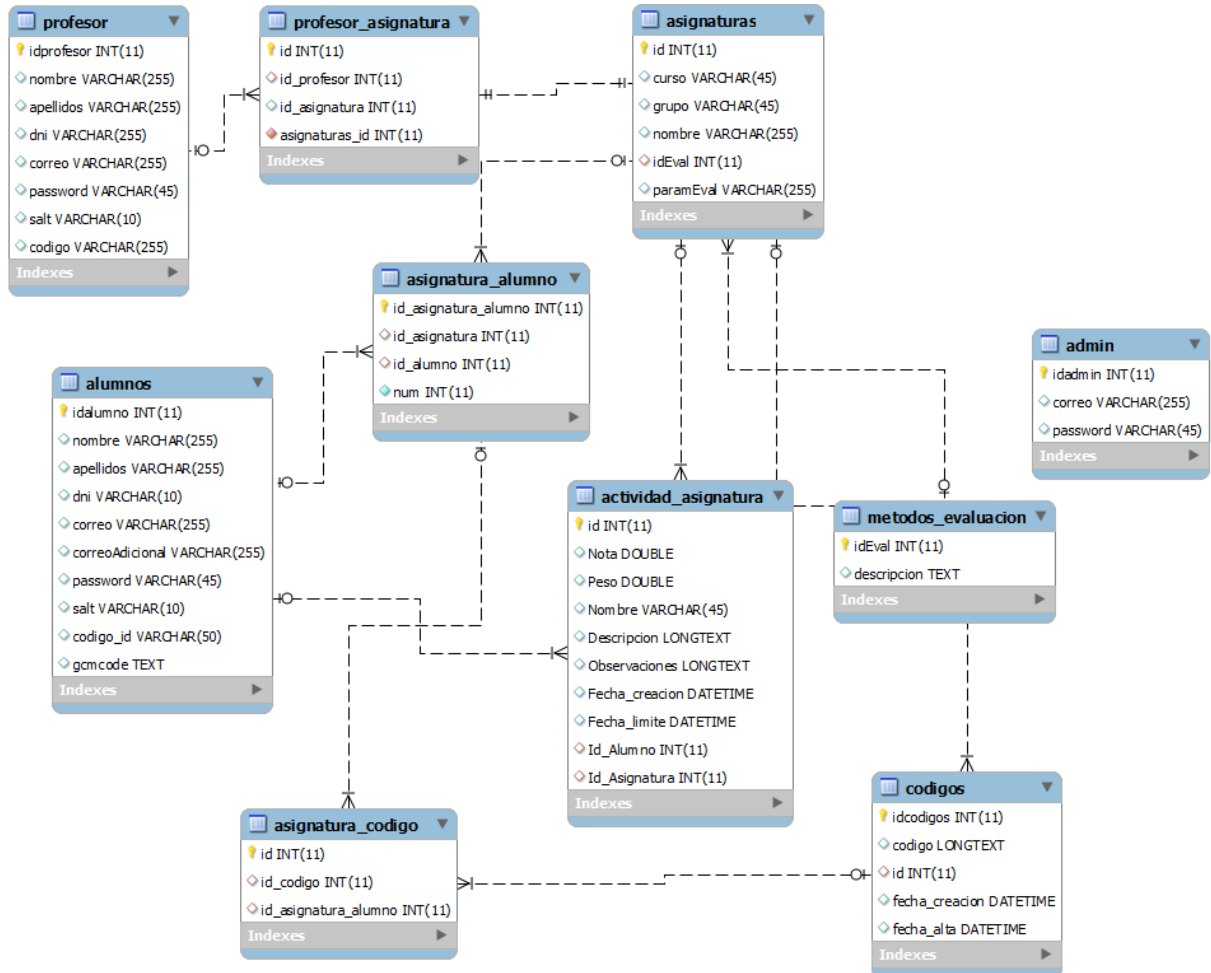 profesor
idprofesor INT(11)
nombre VARCHAR(255)
apellidos VARCHAR(255)
dni VARCHAR(255)
correo VARCHAR(255)
password VARCHAR(45)
salt VARCHAR(10)
codigo VARCHAR(255)
Indexes
profesor_asignatura
id INT(11)
id_profesor INT(11)
id_asignatura INT(11)
asignaturas_id INT(11)
Indexes
asignaturas
id INT(11)
curso VARCHAR(45)
grupo VARCHAR(45)
nombre VARCHAR(255)
idEval INT(11)
paramEval VARCHAR(255)
Indexes
asignatura_alumno
id_asignatura_alumno INT(11)
id_asignatura INT(11)
id_alumno INT(11)
num INT(11)
Indexes
admin
idadmin INT(11)
correo VARCHAR(255)
password VARCHAR(45)
Indexes
alumnos
idalumno INT(11)
nombre VARCHAR(255)
apellidos VARCHAR(255)
dni VARCHAR(10)
correo VARCHAR(255)
correoAdicional VARCHAR(255)
password VARCHAR(45)
salt VARCHAR(10)
codigo_id VARCHAR(50)
gcmcode TEXT
Indexes
actividad_asignatura
id INT(11)
Nota DOUBLE
Peso DOUBLE
Nombre VARCHAR(45)
Descripcion LONGTEXT
Observaciones LONGTEXT
Fecha_creacion DATETIME
Fecha_limite DATETIME
Id_Alumno INT(11)
Id_Asignatura INT(11)
Indexes
metodos_evaluacion
idEval INT(11)
descripcion TEXT
Indexes
asignatura_codigo
id INT(11)
id_codigo INT(11)
id_asignatura_alumno INT(11)
Indexes
codigos
idcodigos INT(11)
codigo LONGTEXT
id INT(11)
fecha_creacion DATETIME
fecha_alta DATETIME
Indexes